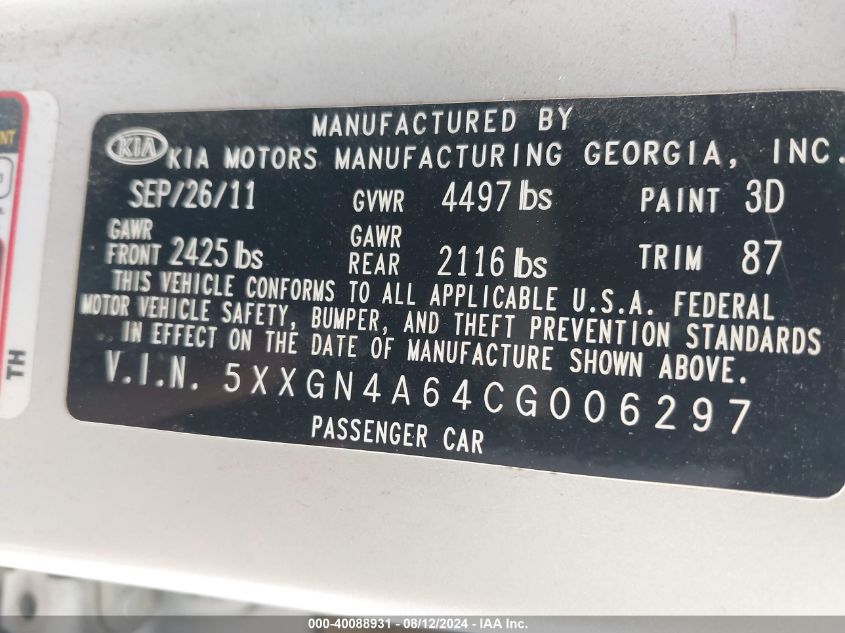 MANUFACTURED BY
KIA KIA MOTORS MANUFACTURING GEORGIA, INC.
SEP/26/11 GVWR 4497 lbs PAINT 3D
GAWR FRONT 2425 lbs GAWR REAR 2116 lbs TRIM 87
THIS VEHICLE CONFORMS TO ALL APPLICABLE U.S.A. FEDERAL
MOTOR VEHICLE SAFETY, BUMPER, AND THEFT PREVENTION STANDARDS
IN EFFECT ON THE DATE OF MANUFACTURE SHOWN ABOVE.
V.I.N. 5XXGN4A64CG006297
PASSENGER CAR
TH
000-40088931 - 08/12/2024 - Copyright © IAA, Inc.